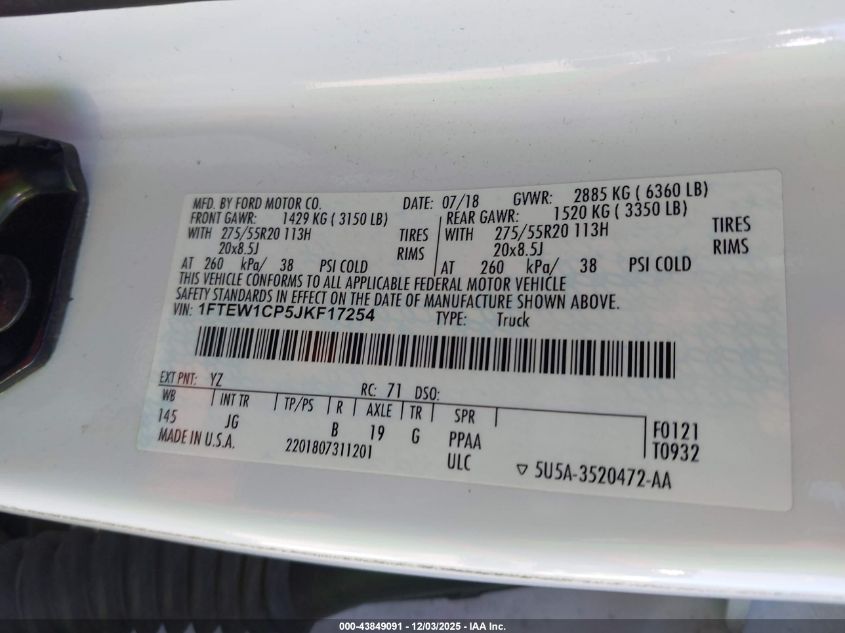 MFD. BY FORD MOTOR CO. DATE: 07/18 GVWR: 2885 KG ( 6360 LB)
FRONT GAWR: 1429 KG ( 3150 LB) REAR GAWR: 1520 KG ( 3350 LB)
WITH 275/55R20 113H TIRES WITH 275/55R20 113H TIRES
20x8.5J RIMS 20x8.5J RIMS
AT 260 kPa/ 38 PSI COLD AT 260 kPa/ 38 PSI COLD
THIS VEHICLE CONFORMS TO ALL APPLICABLE FEDERAL MOTOR VEHICLE
SAFETY STANDARDS IN EFFECT ON THE DATE OF MANUFACTURE SHOWN ABOVE.
VIN: 1FTEW1CP5JKF17254 TYPE: Truck
EXT PNT: YZ RC: 71 DSO:
WB INT TR TP/PS R AXLE TR SPR
145 JG B 19 G PPAA F0121
MADE IN U.S.A. 2201807311201 ULC T0932
5U5A-3520472-AA
000-43849091 - 12/03/2025 - IAA Inc.